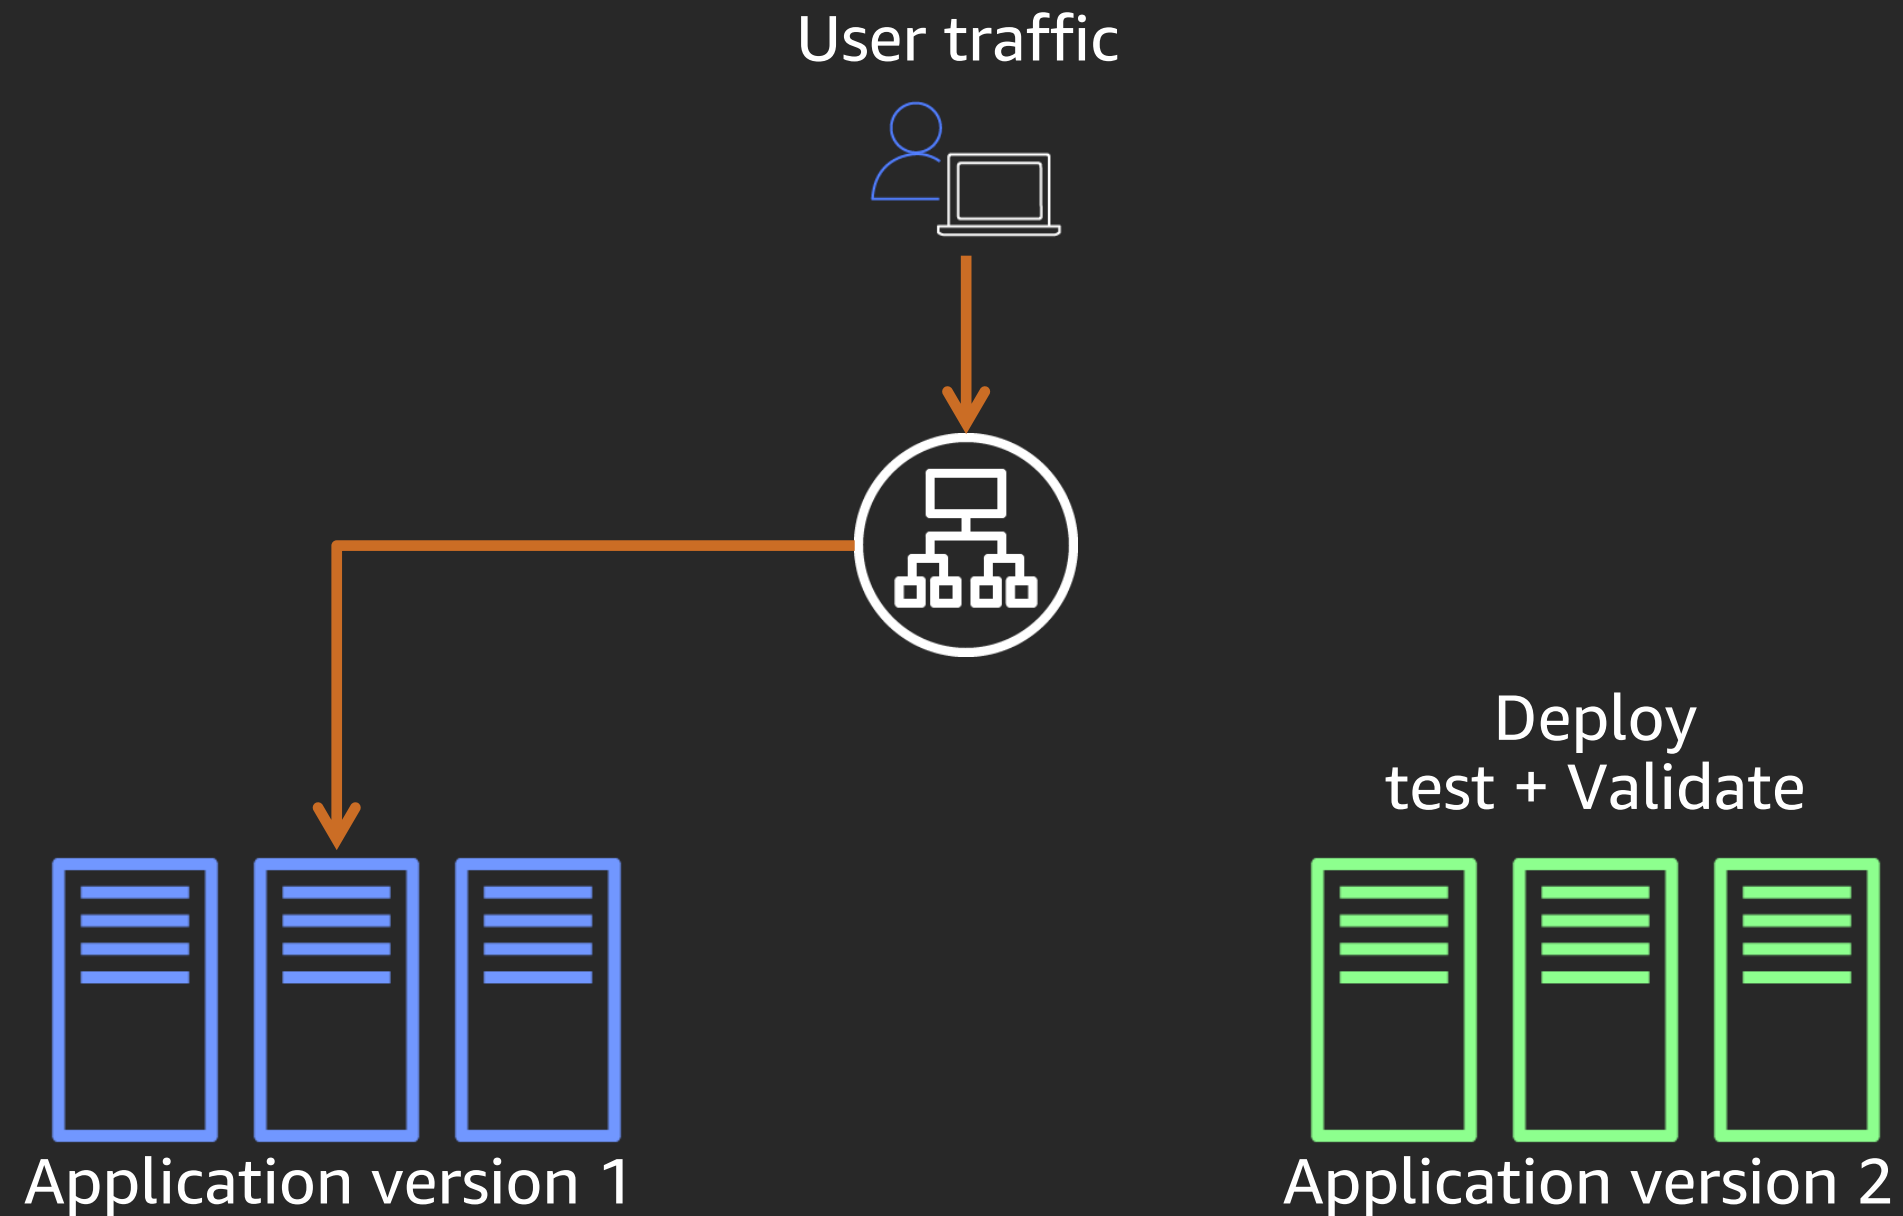 User traffic
Deploy
test + Validate
Application version 1
Application version 2